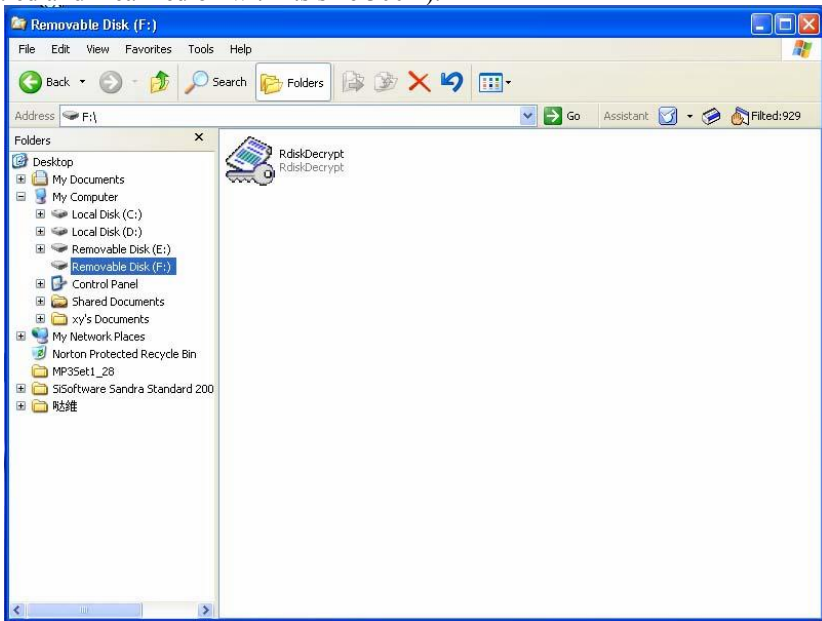 Removable Disk (F:)
File Edit View Favorites Tools Help
Back Search Folders
Address F:\ Go Assistant Filted:929
Folders x
RdiskDecrypt
RdiskDecrypt
Desktop
My Documents
My Computer
Local Disk (C:)
Local Disk (D:)
Removable Disk (E:)
Removable Disk (F:)
Control Panel
Shared Documents
xy's Documents
My Network Places
Norton Protected Recycle Bin
MP3Set1_28
SiSoftware Sandra Standard 200